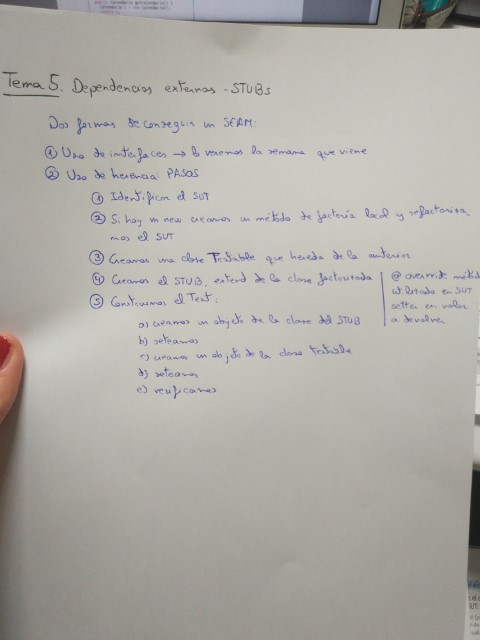 Tema 5. Dependencias externas - STUBs
Dos formas de conseguir un SEAM:
① Uso de interfaces → lo veremos la semana que viene
② Uso de herencia: PASOS
① Identificar el SUT
② Si hay un new creamos un método de factoría local y refactoriza
mos el SUT
③ Creamos una clase Testable que hereda de la anterior
④ Creamos el STUB, extend de la clase factorizada
@ override método
utilizado en SUT
setter en valor
a devolver
⑤ Construimos el Test:
a) creamos un objeto de la clase del STUB
b) seteamos
c) creamos un objeto de la clase Testable
d) seteamos
e) verificamos